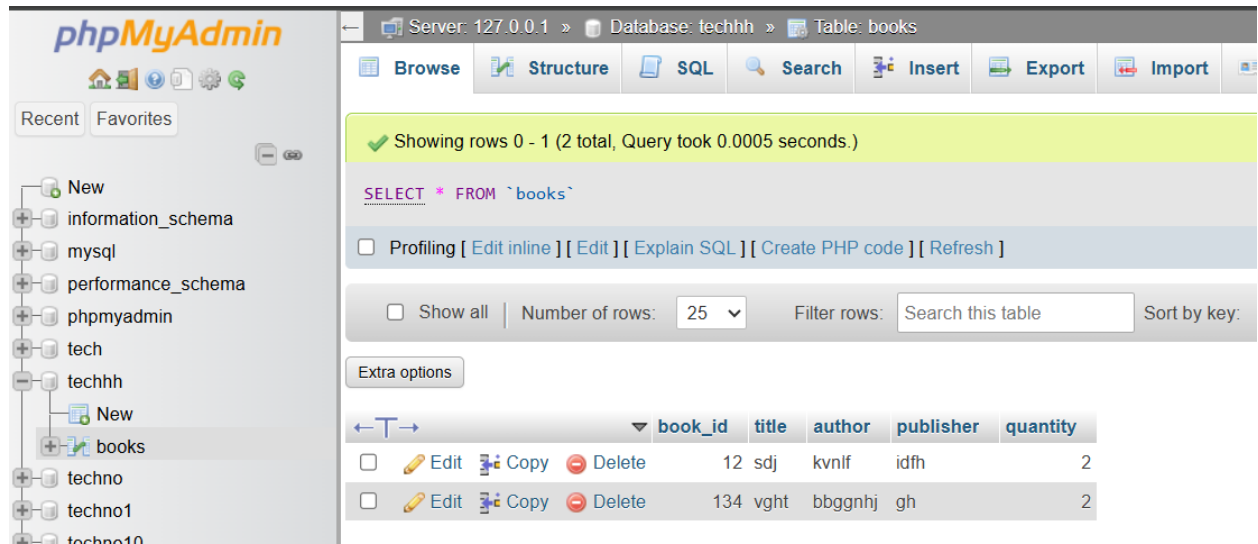 phpMyAdmin
Recent Favorites
New
information_schema
mysql
performance_schema
phpmyadmin
tech
techhh
New
books
techno
techno1
techno10
Server: 127.0.0.1 » Database: techhh » Table: books
Browse Structure SQL Search Insert Export Import
Showing rows 0 - 1 (2 total, Query took 0.0005 seconds.)
SELECT * FROM `books`
Profiling [ Edit inline ] [ Edit ] [ Explain SQL ] [ Create PHP code ] [ Refresh ]
Show all | Number of rows: 25 Filter rows: Search this table Sort by key:
Extra options
←T→ book_id title author publisher quantity
Edit Copy Delete 12 sdj kvnlf idfh 2
Edit Copy Delete 134 vght bbggnhj gh 2